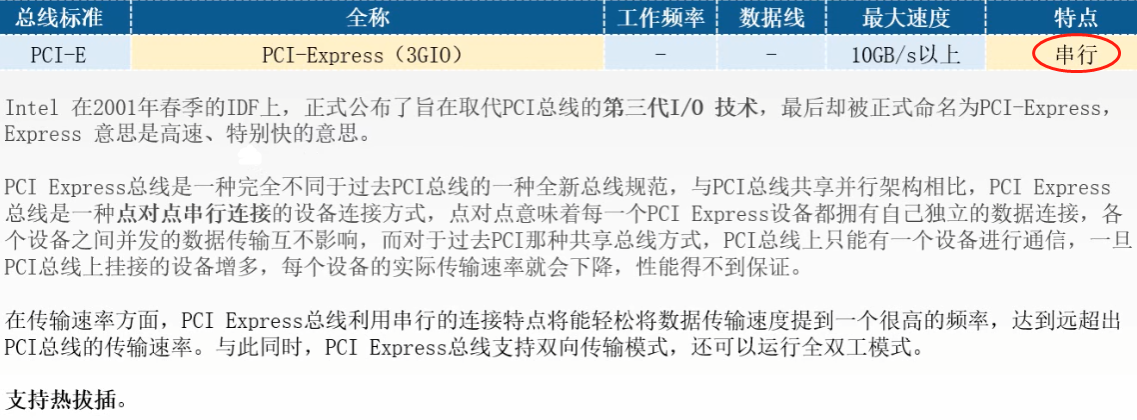 总线标准 全称 工作频率 数据线 最大速度 特点
PCI-E PCI-Express（3GIO） - - 10GB/s以上 串行
Intel 在2001年春季的IDF上，正式公布了旨在取代PCI总线的第三代I/O 技术，最后却被正式命名为PCI-Express，
Express 意思是高速、特别快的意思。
PCI Express总线是一种完全不同于过去PCI总线的一种全新总线规范，与PCI总线共享并行架构相比，PCI Express
总线是一种点对点串行连接的设备连接方式，点对点意味着每一个PCI Express设备都拥有自己独立的数据连接，各
个设备之间并发的数据传输互不影响，而对于过去PCI那种共享总线方式，PCI总线上只能有一个设备进行通信，一旦
PCI总线上挂接的设备增多，每个设备的实际传输速率就会下降，性能得不到保证。
在传输速率方面，PCI Express总线利用串行的连接特点将能轻松将数据传输速度提到一个很高的频率，达到远超出
PCI总线的传输速率。与此同时，PCI Express总线支持双向传输模式，还可以运行全双工模式。
支持热拔插。